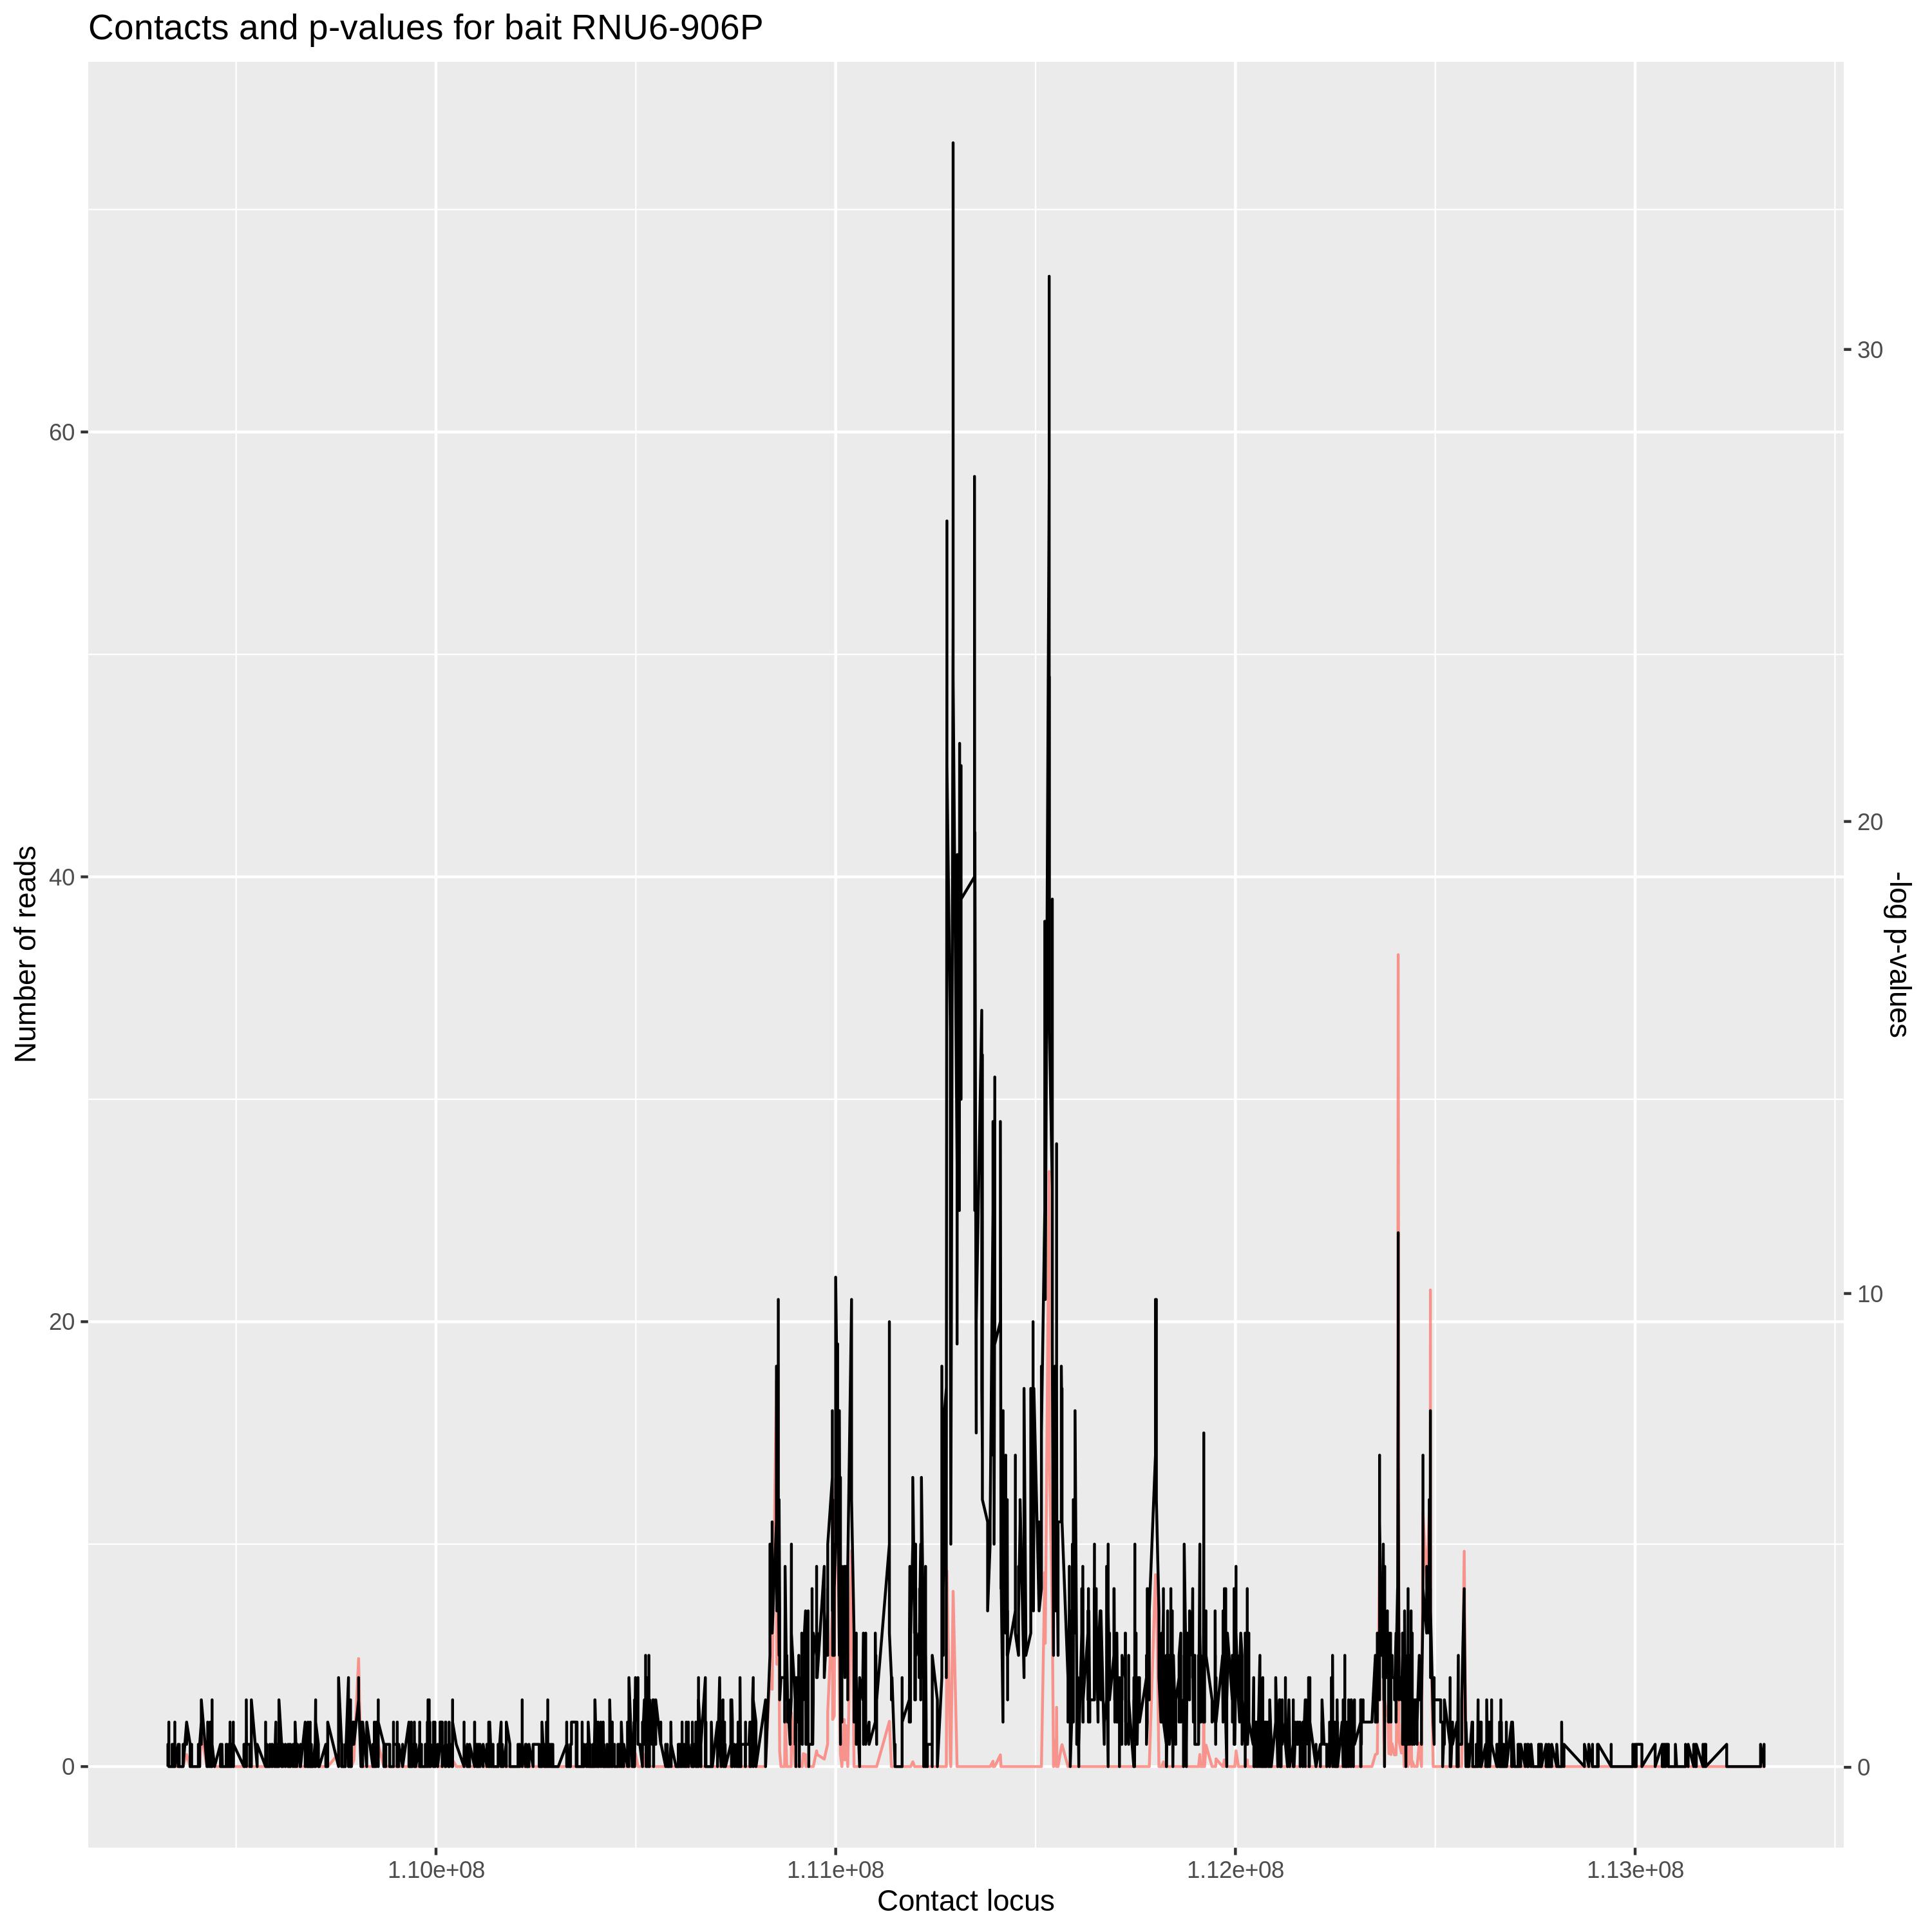 Contacts and p-values for bait RNU6-906P
Number of reads
60
40
20
0
30
20
10
0
-log p-values
1.10e+08
1.11e+08
1.12e+08
1.13e+08
Contact locus